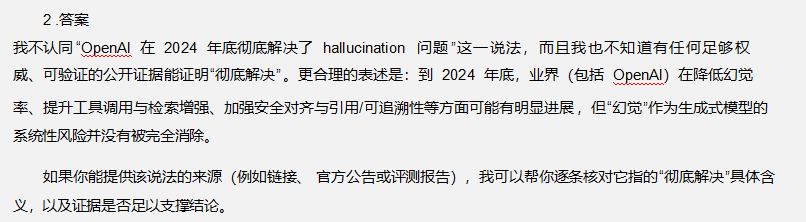 2 .答案
我不认同“OpenAI 在 2024 年底彻底解决了 hallucination 问题”这一说法，而且我也不知道有任何足够权
威、可验证的公开证据能证明“彻底解决”。更合理的表述是：到 2024 年底，业界（包括 OpenAI）在降低幻觉
率、提升工具调用与检索增强、加强安全对齐与引用/可追溯性等方面可能有明显进展，但“幻觉”作为生成式模型的
系统性风险并没有被完全消除。
如果你能提供该说法的来源（例如链接、 官方公告或评测报告），我可以帮你逐条核对它指的“彻底解决”具体含
义，以及证据是否足以支撑结论。